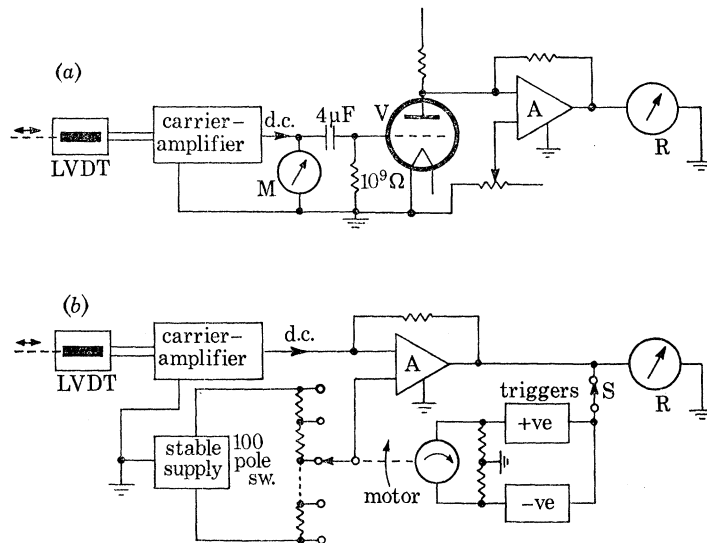 (a)
LVDT
carrier–
amplifier
d.c.
4μF
V
M
10⁹Ω
A
R
(b)
LVDT
carrier–
amplifier
d.c.
A
stable
supply
100
pole
sw.
motor
triggers
+ve
−ve
S
R